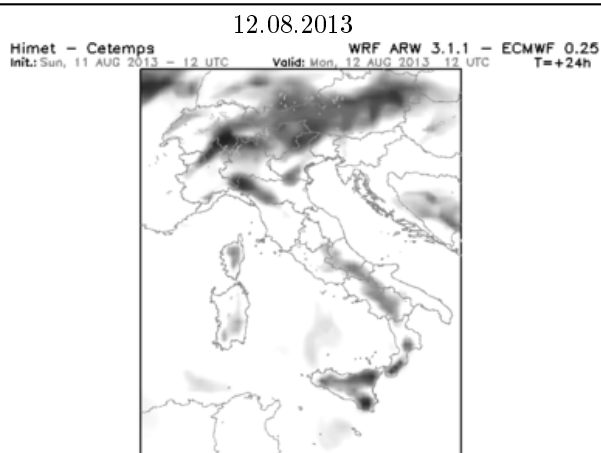 12.08.2013
Himet – Cetemps WRF ARW 3.1.1 – ECMWF 0.25
Init.: Sun, 11 AUG 2013 – 12 UTC Valid: Mon, 12 AUG 2013 12 UTC T=+24h